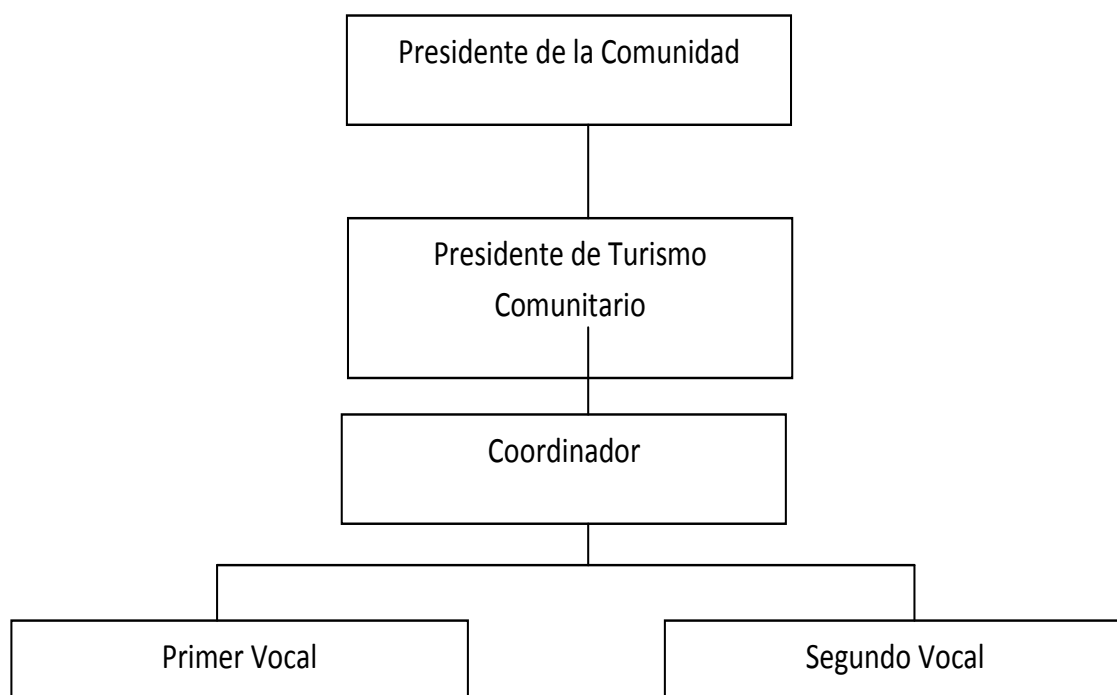 Presidente de la Comunidad
Presidente de Turismo
Comunitario
Coordinador
Primer Vocal
Segundo Vocal